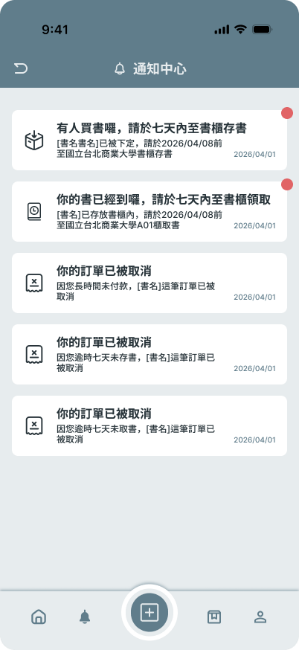 9:41
通知中心
有人買書囉，請於七天內至書櫃存書
[書名書名]已被下定，請於2026/04/08前
至國立台北商業大學書櫃存書
2026/04/01
你的書已經到囉，請於七天內至書櫃領取
[書名]已存放書櫃內，請於2026/04/08前
至國立台北商業大學A01櫃取書
2026/04/01
你的訂單已被取消
因您長時間未付款，[書名]這筆訂單已被
取消
2026/04/01
你的訂單已被取消
因您逾時七天未存書，[書名]這筆訂單已
被取消
2026/04/01
你的訂單已被取消
因您逾時七天未取書，[書名]這筆訂單已
被取消
2026/04/01